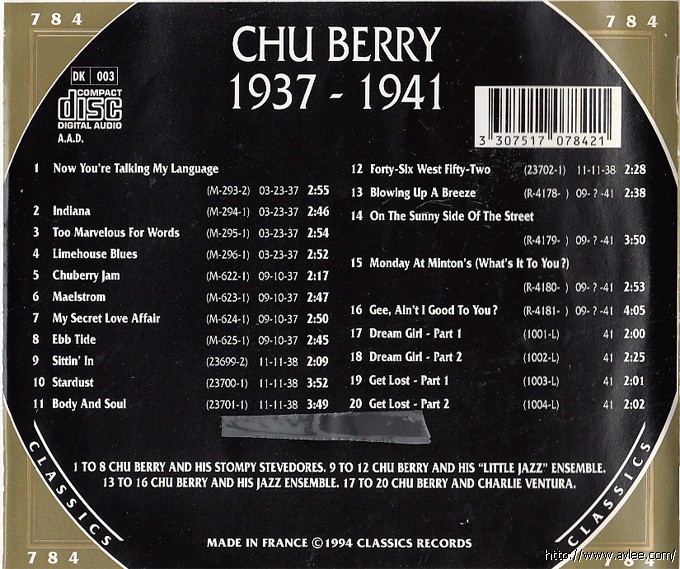 784
784
CHU BERRY
1937 - 1941
DK 003
COMPACT
disc
DIGITAL AUDIO
A.A.D.
3 307517 078421
1 Now You're Talking My Language
(M-293-2) 03-23-37 2:55
2 Indiana (M-294-1) 03-23-37 2:46
3 Too Marvelous For Words (M-295-1) 03-23-37 2:54
4 Limehouse Blues (M-296-1) 03-23-37 2:52
5 Chuberry Jam (M-622-1) 09-10-37 2:17
6 Maelstrom (M-623-1) 09-10-37 2:47
7 My Secret Love Affair (M-624-1) 09-10-37 2:50
8 Ebb Tide (M-625-1) 09-10-37 2:45
9 Sittin' In (23699-2) 11-11-38 2:09
10 Stardust (23700-1) 11-11-38 3:52
11 Body And Soul (23701-1) 11-11-38 3:49
12 Forty-Six West Fifty-Two (23702-1) 11-11-38 2:28
13 Blowing Up A Breeze (R-4178- ) 09- ? -41 2:38
14 On The Sunny Side Of The Street
(R-4179- ) 09- ? -41 3:50
15 Monday At Minton's (What's It To You?)
(R-4180- ) 09- ? -41 2:53
16 Gee, Ain't I Good To You? (R-4181- ) 09- ? -41 4:05
17 Dream Girl - Part 1 (1001-L) 41 2:00
18 Dream Girl - Part 2 (1002-L) 41 2:25
19 Get Lost - Part 1 (1003-L) 41 2:01
20 Get Lost - Part 2 (1004-L) 41 2:02
1 TO 8 CHU BERRY AND HIS STOMPY STEVEDORES. 9 TO 12 CHU BERRY AND HIS "LITTLE JAZZ" ENSEMBLE.
13 TO 16 CHU BERRY AND HIS JAZZ ENSEMBLE. 17 TO 20 CHU BERRY AND CHARLIE VENTURA.
CLASSICS
CLASSICS
MADE IN FRANCE ©1994 CLASSICS RECORDS
784
784
http://www.aylee.com/